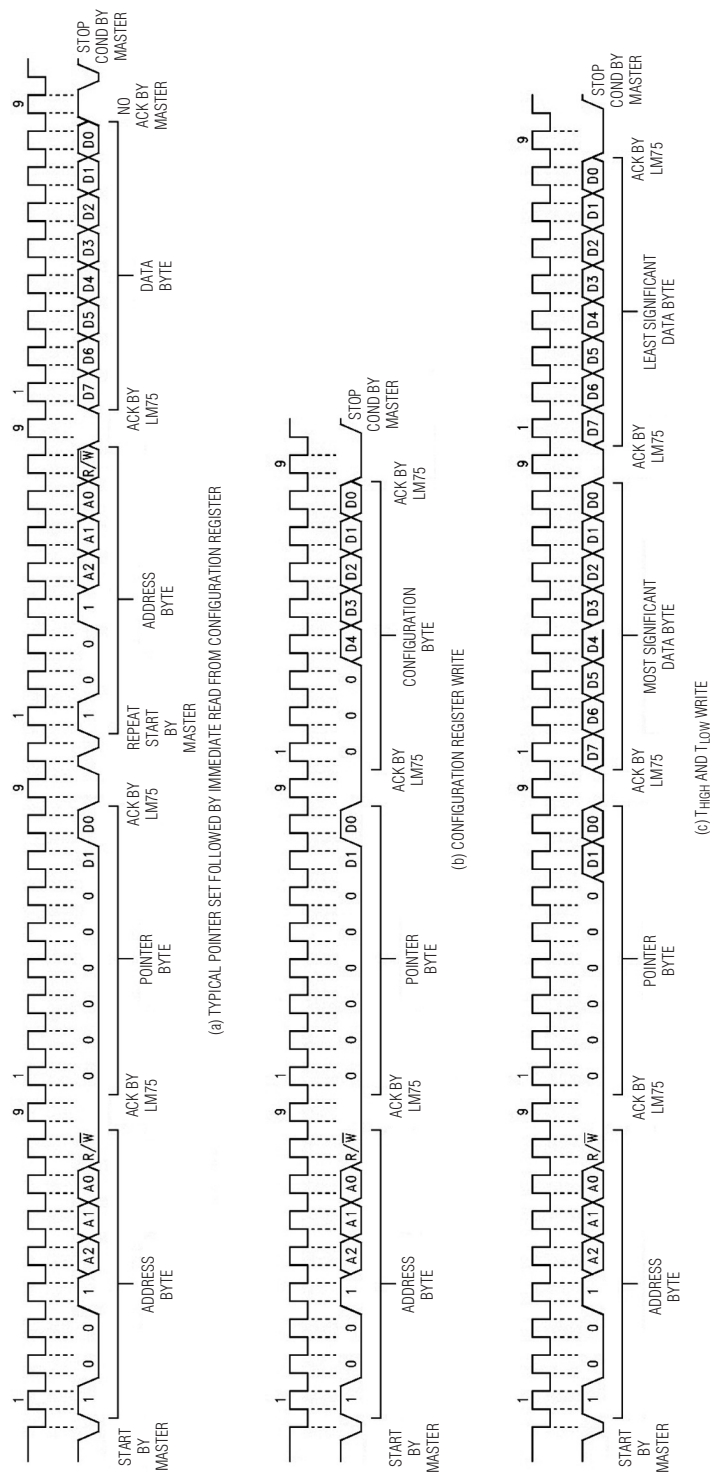 1 9 1 9 1 9 1 9
1 0 0 1 A2 A1 A0 R/W̅ 0 0 0 0 0 0 D1 D0 1 0 0 1 A2 A1 A0 R/W̅ D7 D6 D5 D4 D3 D2 D1 D0
START
BY
MASTER
ADDRESS
BYTE
ACK BY
LM75
POINTER
BYTE
ACK BY
LM75
REPEAT
START
BY
MASTER
ADDRESS
BYTE
ACK BY
LM75
DATA
BYTE
NO
ACK BY
MASTER
STOP
COND BY
MASTER
(a) TYPICAL POINTER SET FOLLOWED BY IMMEDIATE READ FROM CONFIGURATION REGISTER
1 9 1 9 1 9
1 0 0 1 A2 A1 A0 R/W̅ 0 0 0 0 0 0 D1 D0 0 0 0 D4 D3 D2 D1 D0
START
BY
MASTER
ADDRESS
BYTE
ACK BY
LM75
POINTER
BYTE
ACK BY
LM75
CONFIGURATION
BYTE
ACK BY
LM75
STOP
COND BY
MASTER
(b) CONFIGURATION REGISTER WRITE
1 9 1 9 1 9 1 9
1 0 0 1 A2 A1 A0 R/W̅ 0 0 0 0 0 0 D1 D0 D7 D6 D5 D4 D3 D2 D1 D0 D7 D6 D5 D4 D3 D2 D1 D0
START
BY
MASTER
ADDRESS
BYTE
ACK BY
LM75
POINTER
BYTE
ACK BY
LM75
MOST SIGNIFICANT
DATA BYTE
ACK BY
LM75
LEAST SIGNIFICANT
DATA BYTE
ACK BY
LM75
STOP
COND BY
MASTER
(c) THIGH AND TLOW WRITE